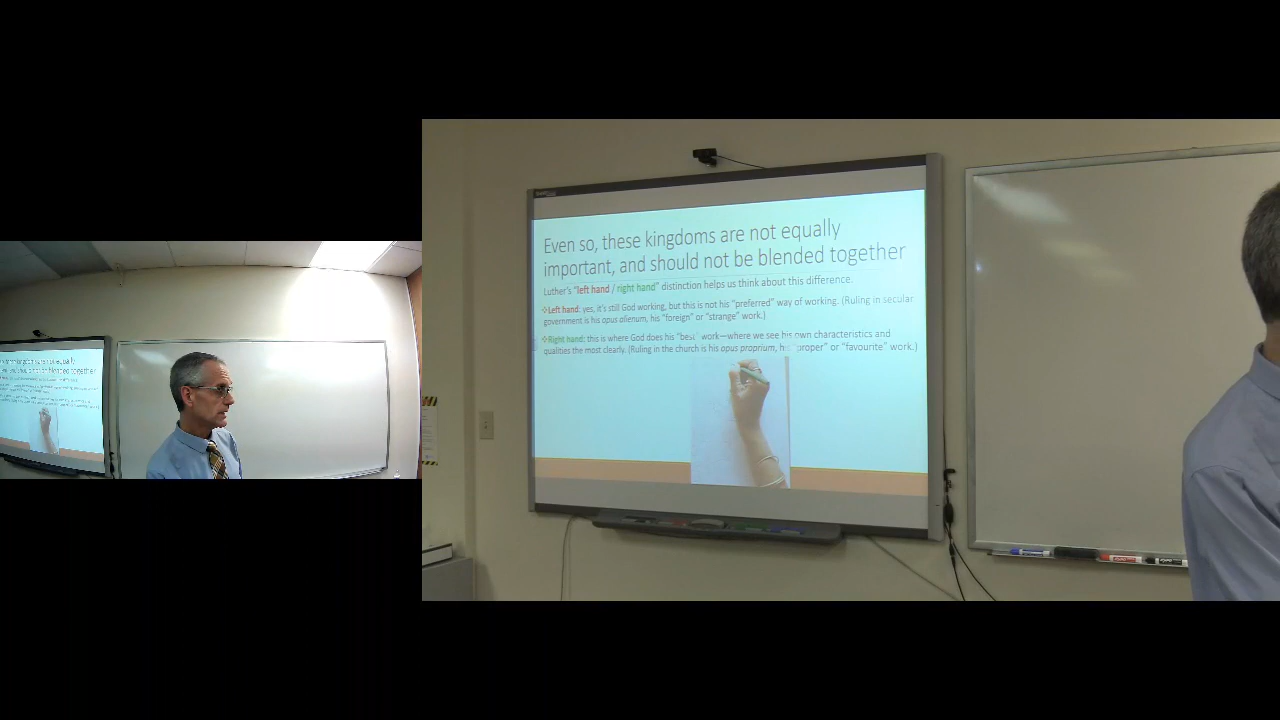 Even so, these kingdoms are not equally
important, and should not be blended together
Luther's "left hand / right hand" distinction helps us think about this difference.
Left hand: yes, it's still God working, but this is not his "preferred" way of working. (Ruling in secular
government is his opus alienum, his "foreign" or "strange" work.)
Right hand: this is where God does his "best" work—where we see his own characteristics and
qualities the most clearly. (Ruling in the church is his opus proprium, "proper" or "favourite" work.)